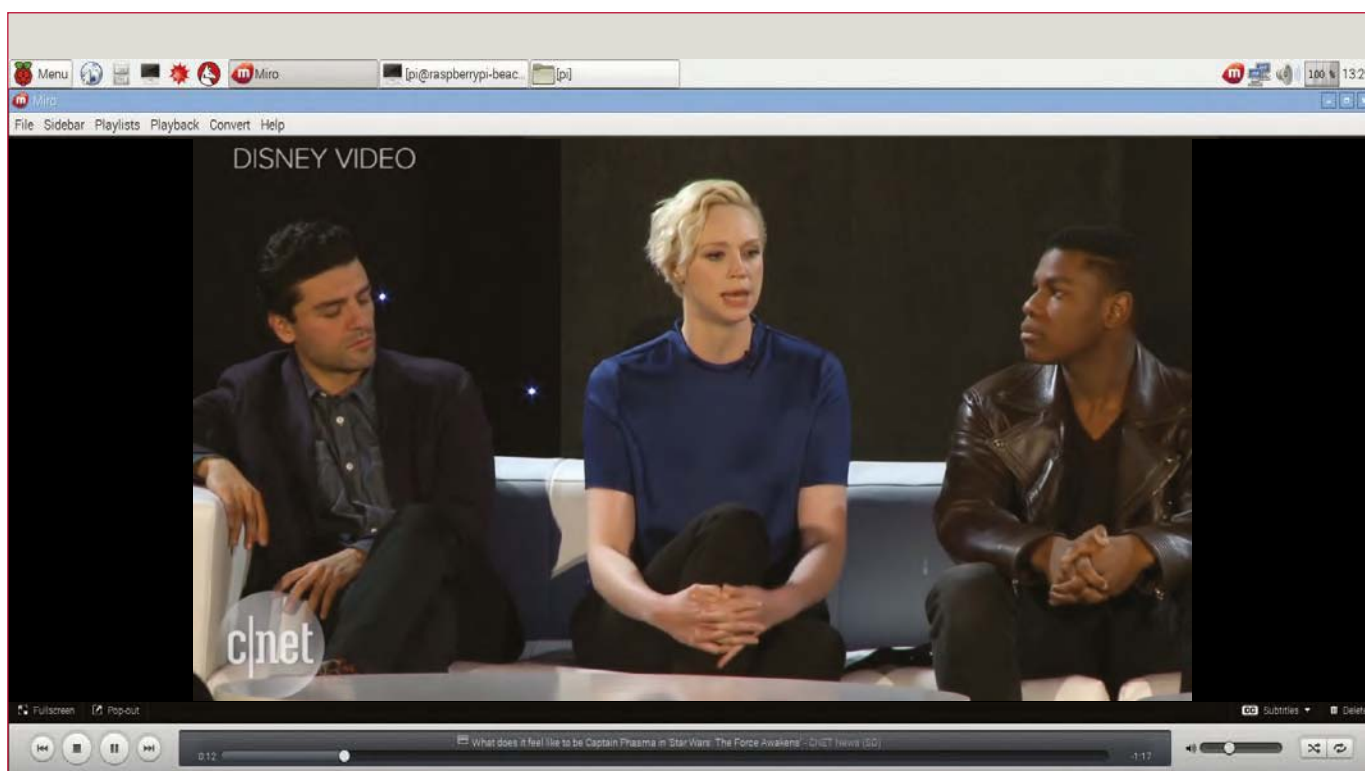 Menu Miro [pi@raspberrypi-beac... [pi] 100 % 13:2
Miro
File Sidebar Playlists Playback Convert Help
DISNEY VIDEO
c|net
Fullscreen Pop-out CC Subtitles Delet
0:12 What does it feel like to be Captain Phasma in 'Star Wars: The Force Awakens' - CNET News (SD) -1:17